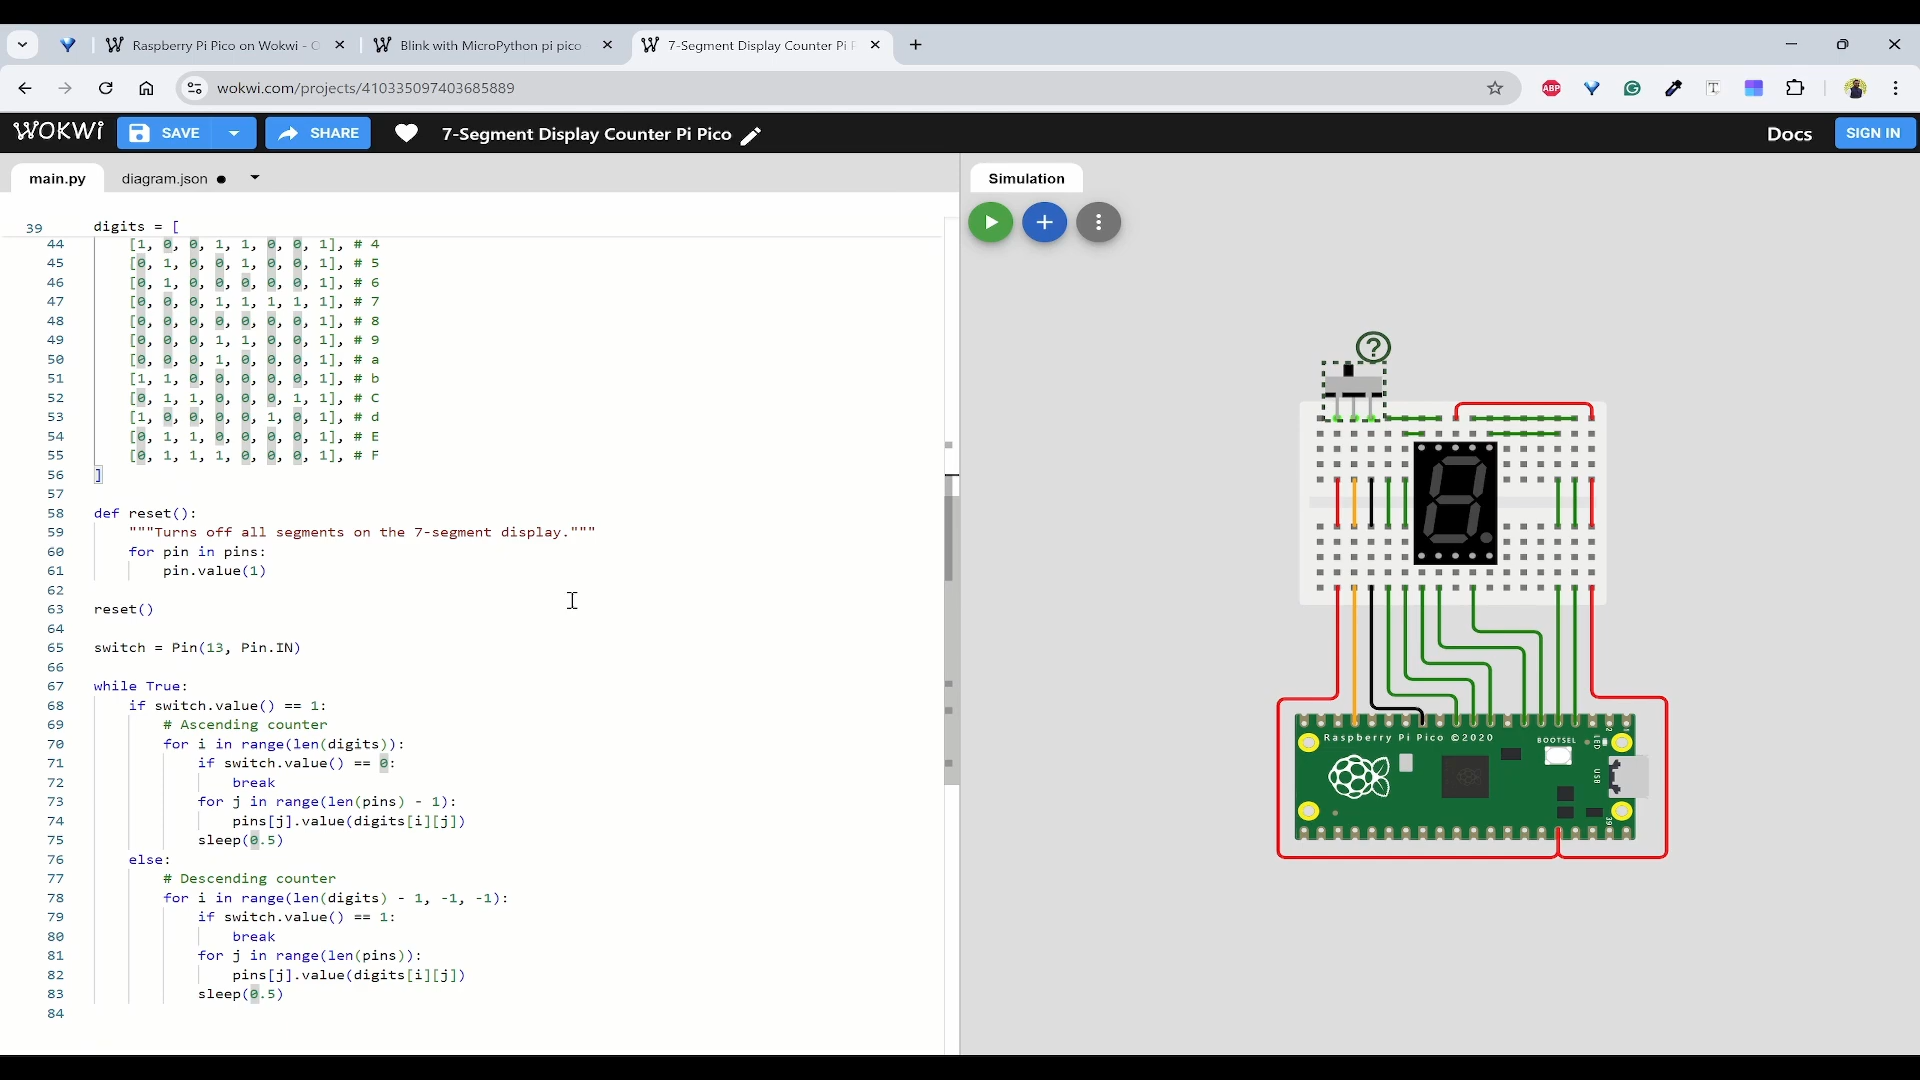 Raspberry Pi Pico on Wokwi -
Blink with MicroPython pi pico
7-Segment Display Counter Pi P
wokwi.com/projects/410335097403685889
ABP
WOKWI
SAVE
SHARE
7-Segment Display Counter Pi Pico
Docs
SIGN IN
main.py
diagram.json
Simulation
39 digits = [
44 [1, 0, 0, 1, 1, 0, 0, 1], # 4
45 [0, 1, 0, 0, 1, 0, 0, 1], # 5
46 [0, 1, 0, 0, 0, 0, 0, 1], # 6
47 [0, 0, 0, 1, 1, 1, 1, 1], # 7
48 [0, 0, 0, 0, 0, 0, 0, 1], # 8
49 [0, 0, 0, 1, 1, 0, 0, 1], # 9
50 [0, 0, 0, 1, 0, 0, 0, 1], # a
51 [1, 1, 0, 0, 0, 0, 0, 1], # b
52 [0, 1, 1, 0, 0, 0, 1, 1], # C
53 [1, 0, 0, 0, 0, 1, 0, 1], # d
54 [0, 1, 1, 0, 0, 0, 0, 1], # E
55 [0, 1, 1, 1, 0, 0, 0, 1], # F
56 ]
57
58 def reset():
59 """Turns off all segments on the 7-segment display."""
60 for pin in pins:
61 pin.value(1)
62
63 reset()
64
65 switch = Pin(13, Pin.IN)
66
67 while True:
68 if switch.value() == 1:
69 # Ascending counter
70 for i in range(len(digits)):
71 if switch.value() == 0:
72 break
73 for j in range(len(pins) - 1):
74 pins[j].value(digits[i][j])
75 sleep(0.5)
76 else:
77 # Descending counter
78 for i in range(len(digits) - 1, -1, -1):
79 if switch.value() == 1:
80 break
81 for j in range(len(pins)):
82 pins[j].value(digits[i][j])
83 sleep(0.5)
84
?
Raspberry Pi Pico ©2020
BOOTSEL
LED
USB
2
1
39